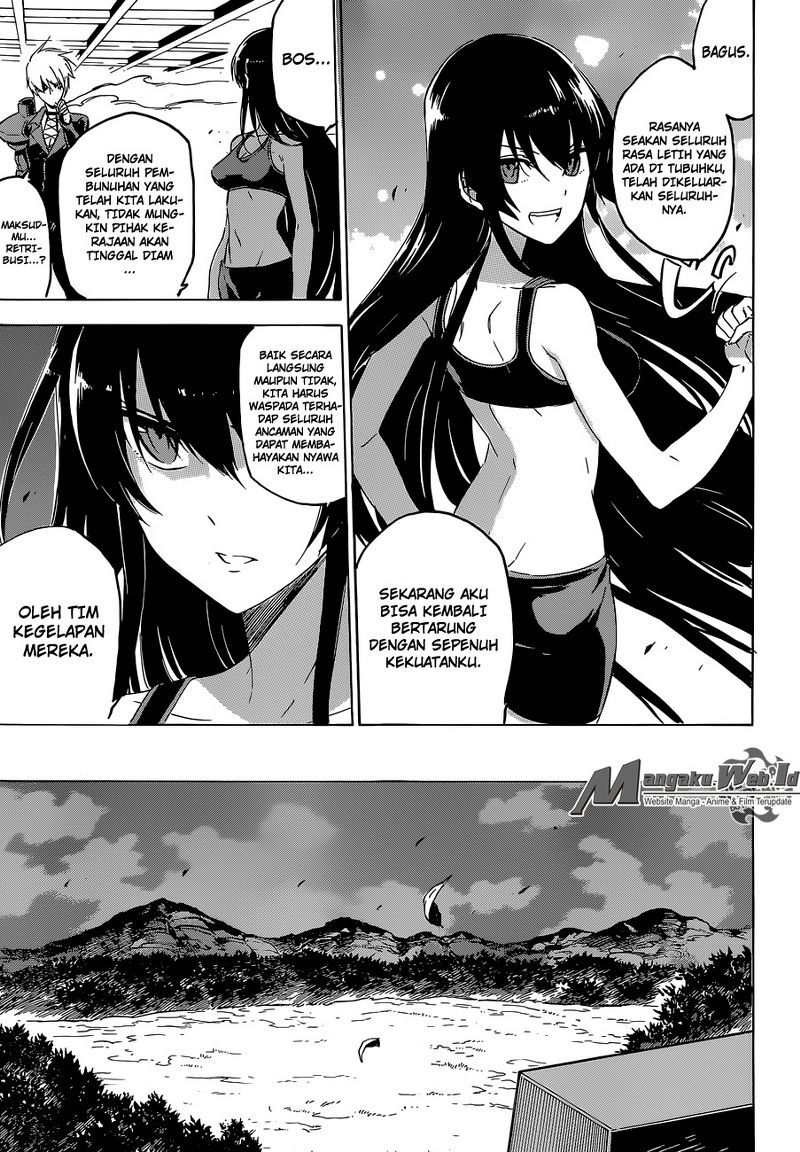 BAGUS.
RASANYA
SEAKAN SELURUH
RASA LETIH YANG
ADA DI TUBUHKU,
TELAH DIKELUAR-
KAN SELURUH-
NYA.
SEKARANG AKU
BISA KEMBALI
BERTARUNG
DENGAN SEPENUH
KEKUATANKU.
BOS...
DENGAN
SELURUH PEM-
BUNUHAN YANG
TELAH KITA LAKU-
KAN, TIDAK MUNG-
KIN PIHAK KE-
RAJAAN AKAN
TINGGAL DIAM
...
MAKSUD-
MU...
RETRI-
BUSI...?
BAIK SECARA
LANGSUNG
MAUPUN TIDAK,
KITA HARUS
WASPADA TERHA-
DAP SELURUH
ANCAMAN YANG
DAPAT MEMBA-
HAYAKAN NYAWA
KITA...
OLEH TIM
KEGELAPAN
MEREKA.
Mangaku.Web'Id
Website Manga - Anime & Film Terupdate